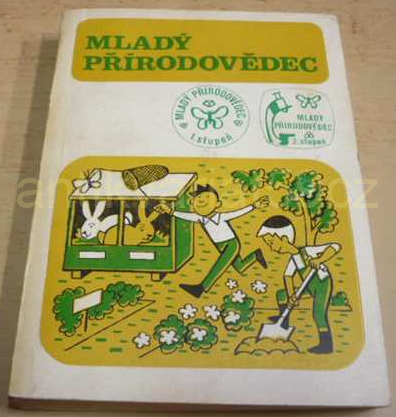 MLADÝ
PŘÍRODOVĚDEC
MLADÝ PŘÍRODOVĚDEC
1. stupeň
MLADÝ
PŘÍRODOVĚDEC
2. stupeň